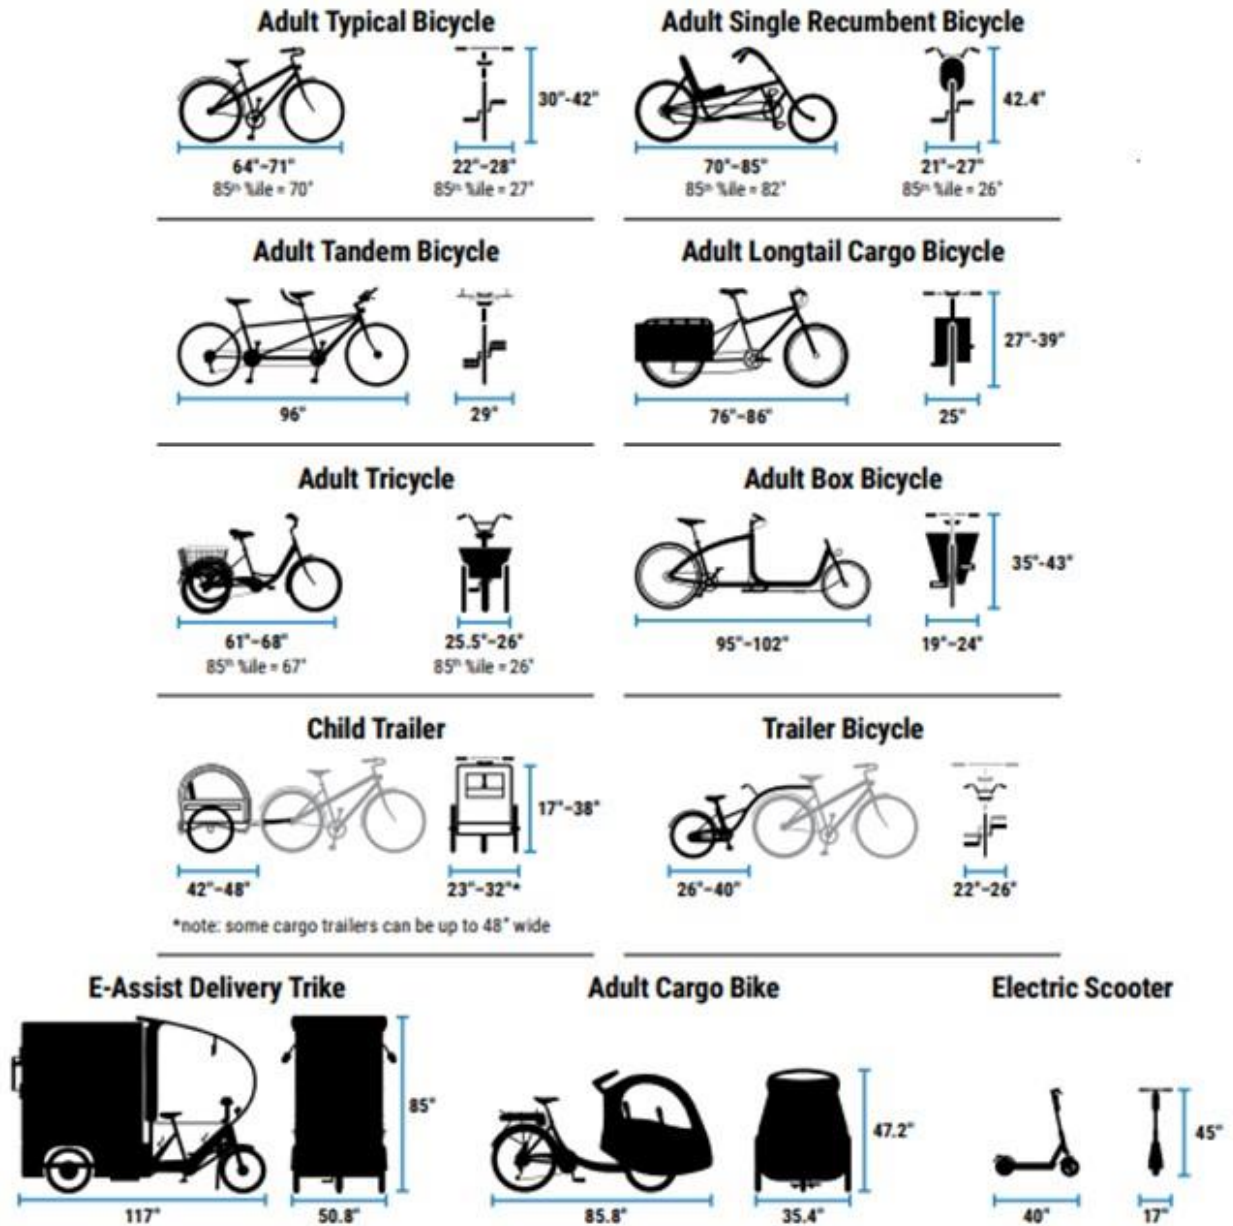 Adult Typical Bicycle
30"-42"
64"-71"
22"-28"
85th %ile = 70"
85th %ile = 27"
Adult Single Recumbent Bicycle
42.4"
70"-85"
21"-27"
85th %ile = 82"
85th %ile = 26"
Adult Tandem Bicycle
96"
29"
Adult Longtail Cargo Bicycle
27"-39"
76"-86"
25"
Adult Tricycle
61"-68"
25.5"-26"
85th %ile = 67"
85th %ile = 26"
Adult Box Bicycle
35"-43"
95"-102"
19"-24"
Child Trailer
17"-38"
42"-48"
23"-32"*
*note: some cargo trailers can be up to 48" wide
Trailer Bicycle
26"-40"
22"-26"
E-Assist Delivery Trike
85"
117"
50.8"
Adult Cargo Bike
47.2"
85.8"
35.4"
Electric Scooter
45"
40"
17"